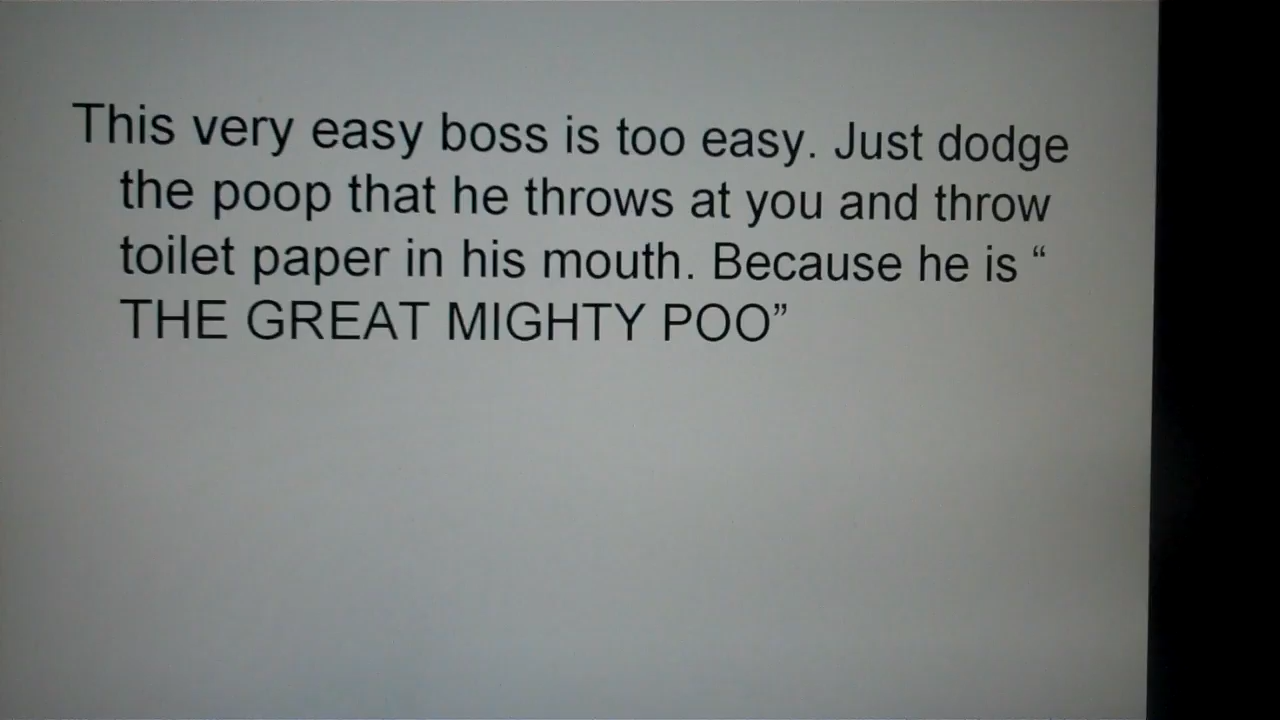 This very easy boss is too easy. Just dodge
the poop that he throws at you and throw
toilet paper in his mouth. Because he is “
THE GREAT MIGHTY POO”